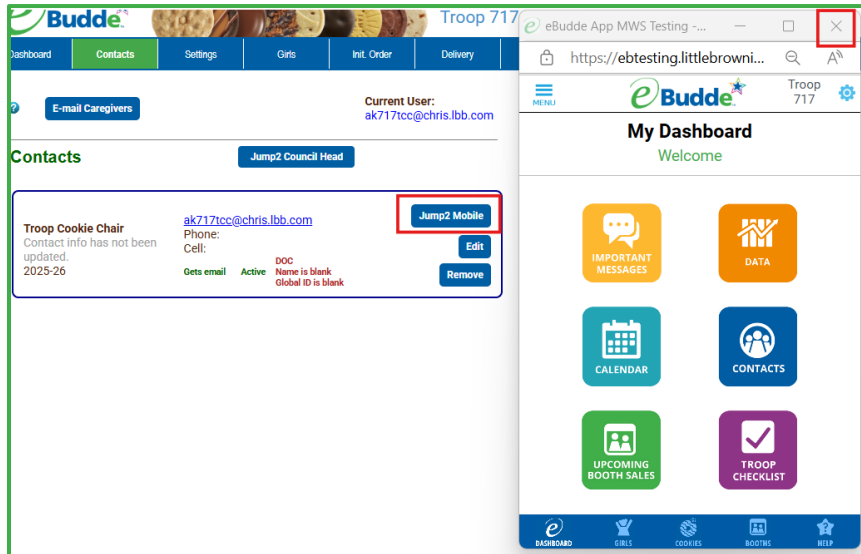 eBudde
Troop 717
Dashboard Contacts Settings Girls Init. Order Delivery
E-mail Caregivers
Current User:
ak717tcc@chris.lbb.com
Contacts
Jump2 Council Head
Troop Cookie Chair
Contact info has not been
updated.
2025-26
ak717tcc@chris.lbb.com
Phone:
Cell:
Gets email Active
DOC
Name is blank
Global ID is blank
Jump2 Mobile
Edit
Remove
eBudde App MWS Testing -...
https://ebtesting.littlebrowni...
MENU
eBudde
Troop
717
My Dashboard
Welcome
IMPORTANT
MESSAGES
DATA
CALENDAR
CONTACTS
UPCOMING
BOOTH SALES
TROOP
CHECKLIST
DASHBOARD GIRLS COOKIES BOOTHS HELP